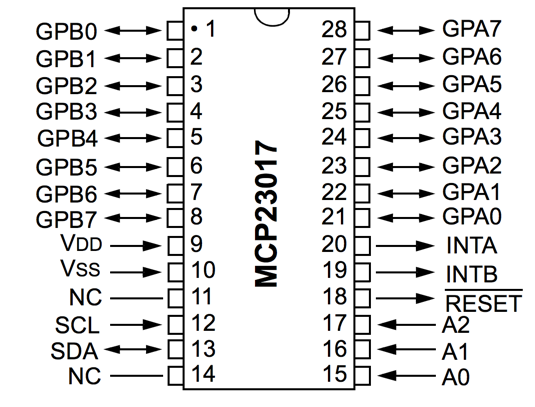 GPB0 1 28 GPA7
GPB1 2 27 GPA6
GPB2 3 26 GPA5
GPB3 4 25 GPA4
GPB4 5 24 GPA3
GPB5 6 23 GPA2
GPB6 7 22 GPA1
GPB7 8 21 GPA0
VDD 9 20 INTA
VSS 10 19 INTB
NC 11 18 RESET
SCL 12 17 A2
SDA 13 16 A1
NC 14 15 A0
MCP23017